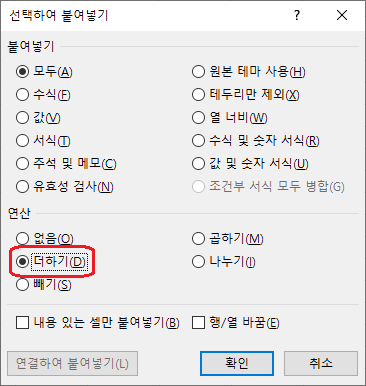 선택하여 붙여넣기
?
붙여넣기
모두(A) 원본 테마 사용(H)
수식(F) 테두리만 제외(X)
값(V) 열 너비(W)
서식(T) 수식 및 숫자 서식(R)
주석 및 메모(C) 값 및 숫자 서식(U)
유효성 검사(N) 조건부 서식 모두 병합(G)
연산
없음(O) 곱하기(M)
더하기(D) 나누기(I)
빼기(S)
내용 있는 셀만 붙여넣기(B) 행/열 바꿈(E)
연결하여 붙여넣기(L) 확인 취소